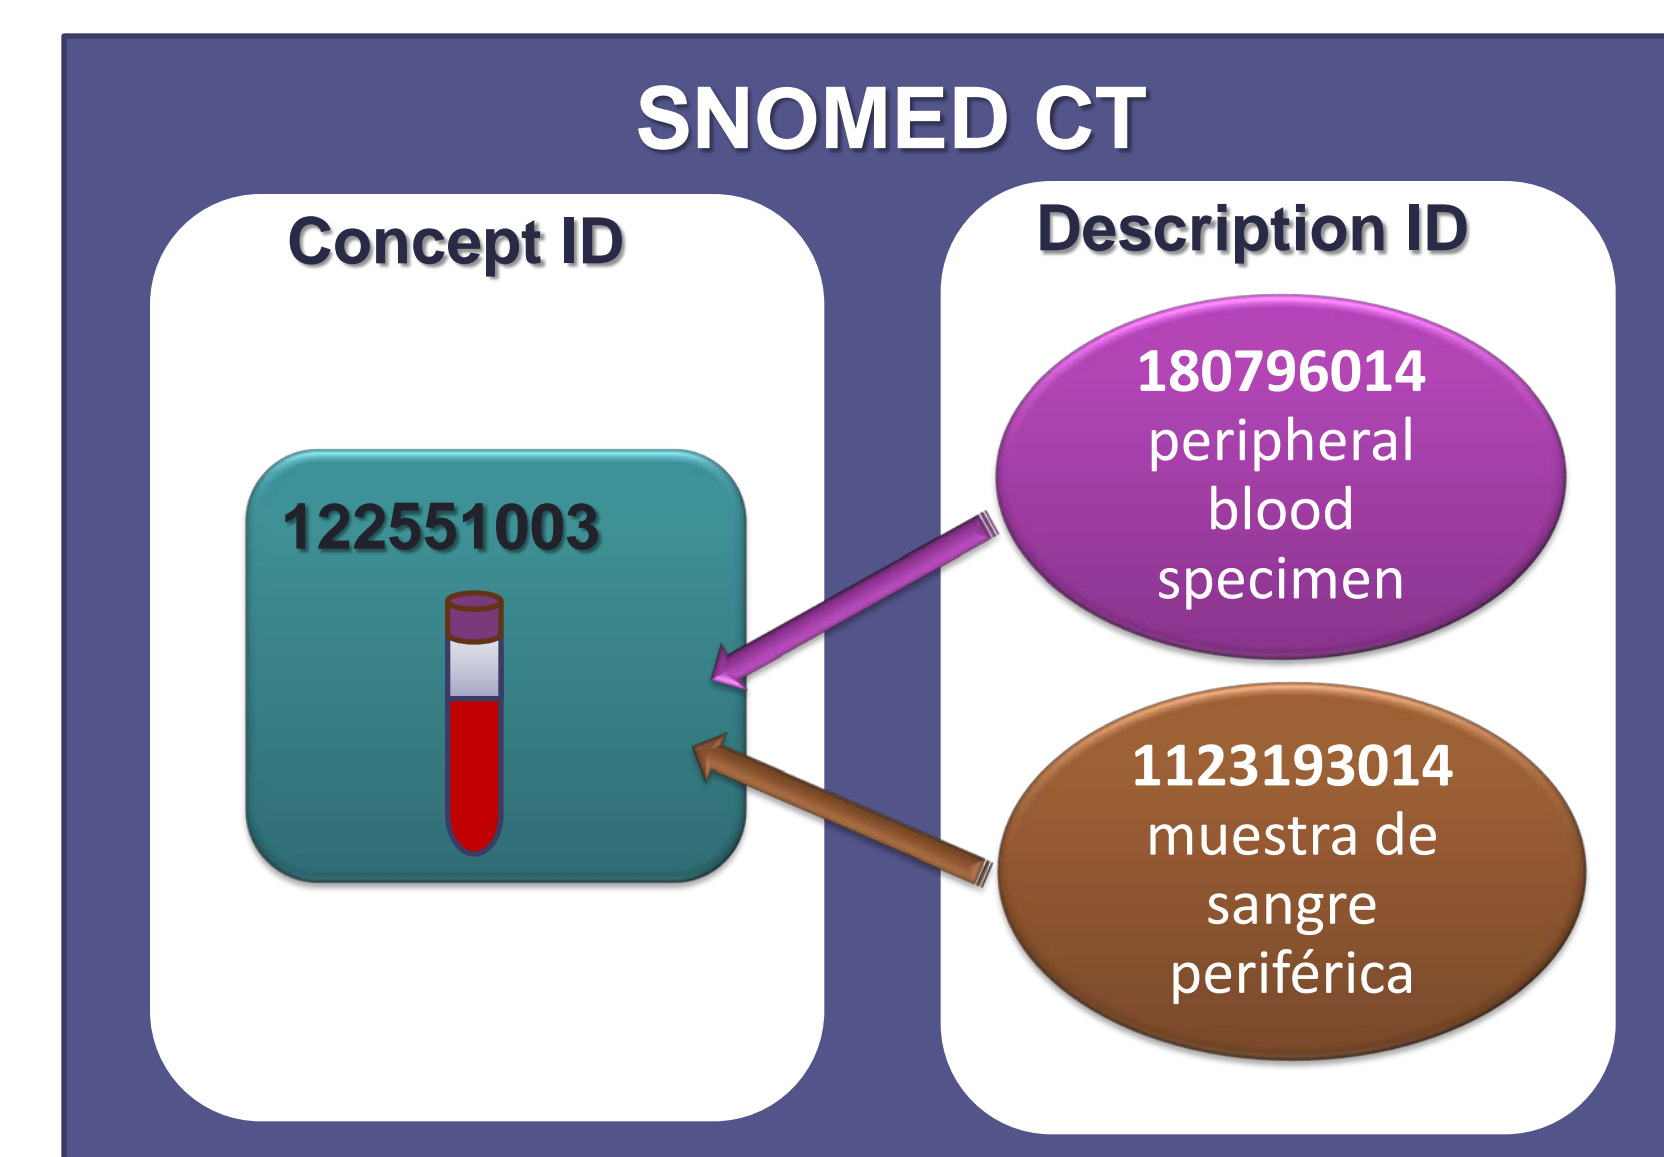 SNOMED CT
Concept ID
122551003
Description ID
180796014
peripheral
blood
specimen
1123193014
muestra de
sangre
periférica